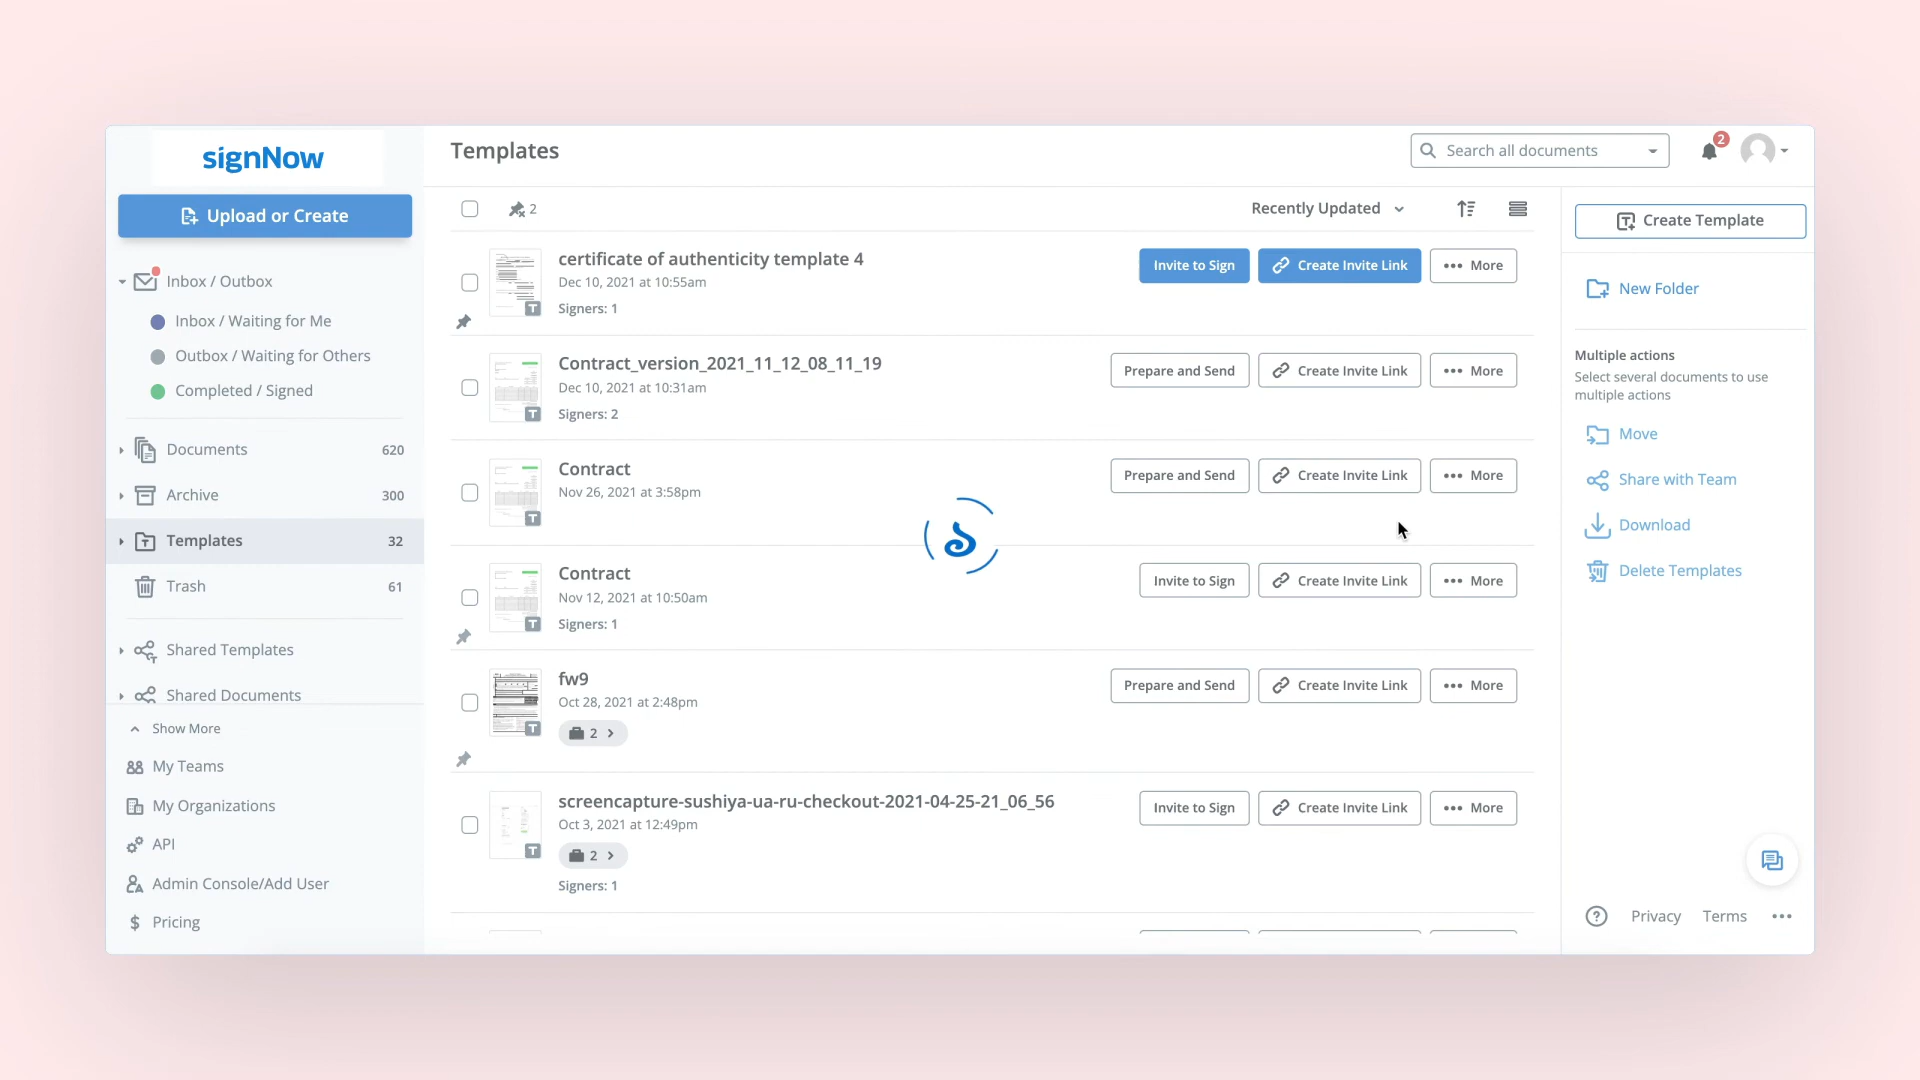 signNow
Upload or Create
Inbox / Outbox
Inbox / Waiting for Me
Outbox / Waiting for Others
Completed / Signed
Documents 620
Archive 300
Templates 32
Trash 61
Shared Templates
Shared Documents
Show More
My Teams
My Organizations
API
Admin Console/Add User
$ Pricing
Templates
Search all documents
2
2
Recently Updated
certificate of authenticity template 4
Dec 10, 2021 at 10:55am
Signers: 1
Invite to Sign
Create Invite Link
••• More
T
Contract_version_2021_11_12_08_11_19
Dec 10, 2021 at 10:31am
Signers: 2
Prepare and Send
Create Invite Link
••• More
T
Contract
Nov 26, 2021 at 3:58pm
Prepare and Send
Create Invite Link
••• More
T
Contract
Nov 12, 2021 at 10:50am
Signers: 1
Invite to Sign
Create Invite Link
••• More
T
fw9
Oct 28, 2021 at 2:48pm
2
Prepare and Send
Create Invite Link
••• More
T
screencapture-sushiya-ua-ru-checkout-2021-04-25-21_06_56
Oct 3, 2021 at 12:49pm
2
Signers: 1
Invite to Sign
Create Invite Link
••• More
T
Create Template
New Folder
Multiple actions
Select several documents to use
multiple actions
Move
Share with Team
Download
Delete Templates
? Privacy Terms •••